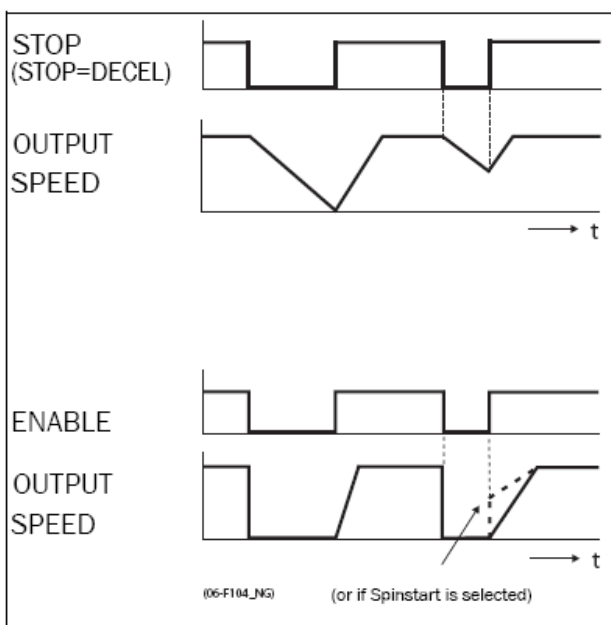 STOP
(STOP=DECEL)
OUTPUT
SPEED
t
ENABLE
OUTPUT
SPEED
t
(06-F104_NG)
(or if Spinstart is selected)